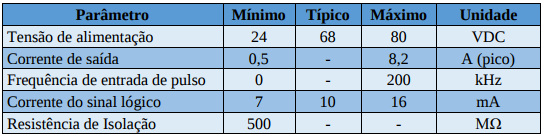 Parâmetro Mínimo Típico Máximo Unidade
Tensão de alimentação 24 68 80 VDC
Corrente de saída 0,5 - 8,2 A (pico)
Frequência de entrada de pulso 0 - 200 kHz
Corrente do sinal lógico 7 10 16 mA
Resistência de Isolação 500 - - MΩ